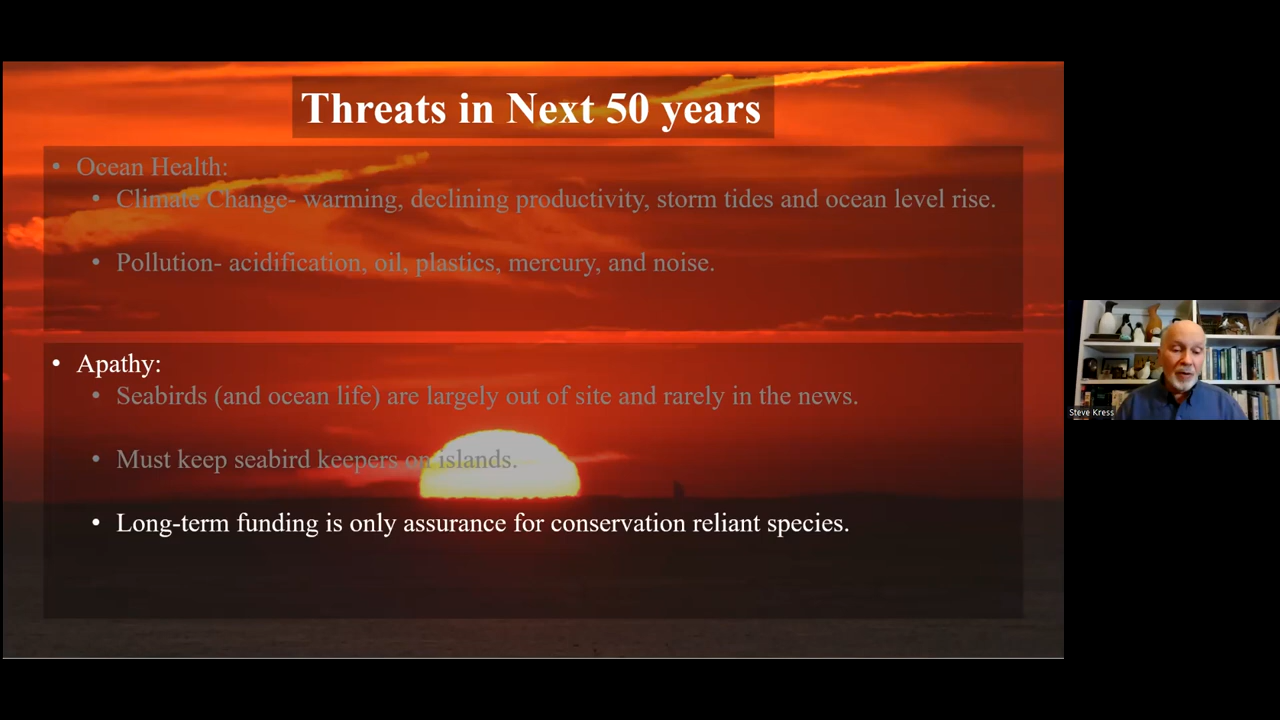 Threats in Next 50 years
• Ocean Health:
• Climate Change- warming, declining productivity, storm tides and ocean level rise.
• Pollution- acidification, oil, plastics, mercury, and noise.
• Apathy:
• Seabirds (and ocean life) are largely out of site and rarely in the news.
• Must keep seabird keepers on islands.
• Long-term funding is only assurance for conservation reliant species.
Steve Kress